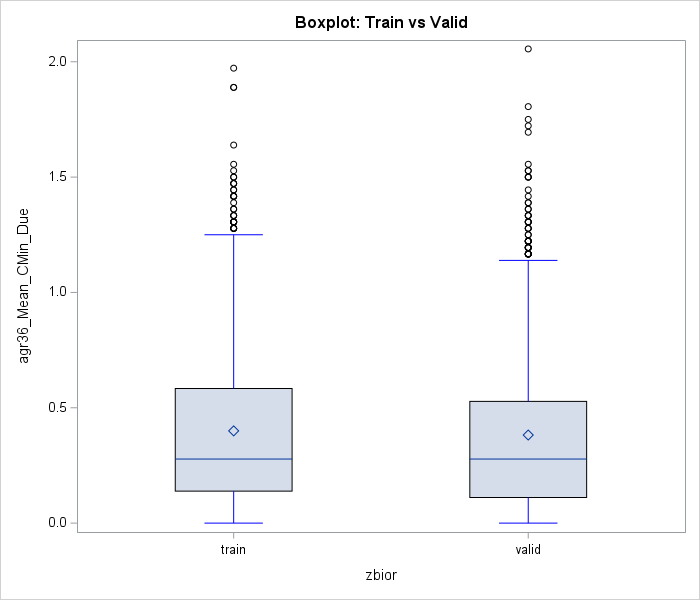 Boxplot: Train vs Valid
2.0
1.5
1.0
0.5
0.0
agr36_Mean_CMin_Due
train
valid
zbior